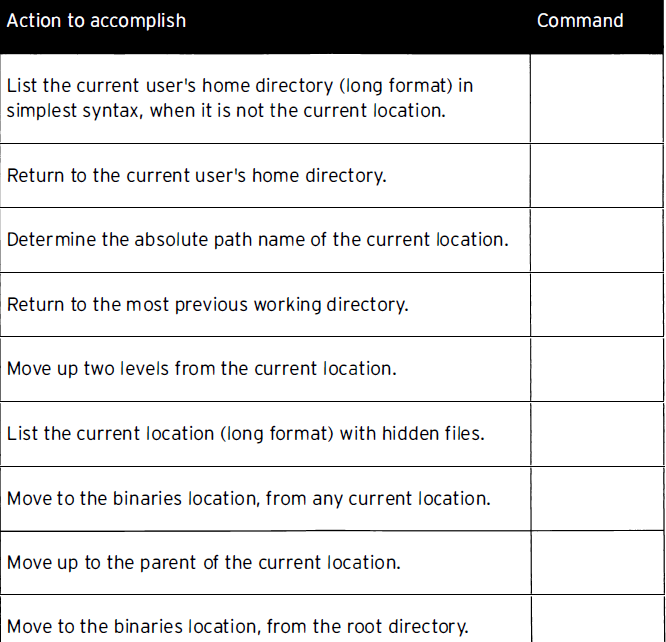 Action to accomplish Command
List the current user's home directory (long format) in
simplest syntax, when it is not the current location.
Return to the current user's home directory.
Determine the absolute path name of the current location.
Return to the most previous working directory.
Move up two levels from the current location.
List the current location (long format) with hidden files.
Move to the binaries location, from any current location.
Move up to the parent of the current location.
Move to the binaries location, from the root directory.